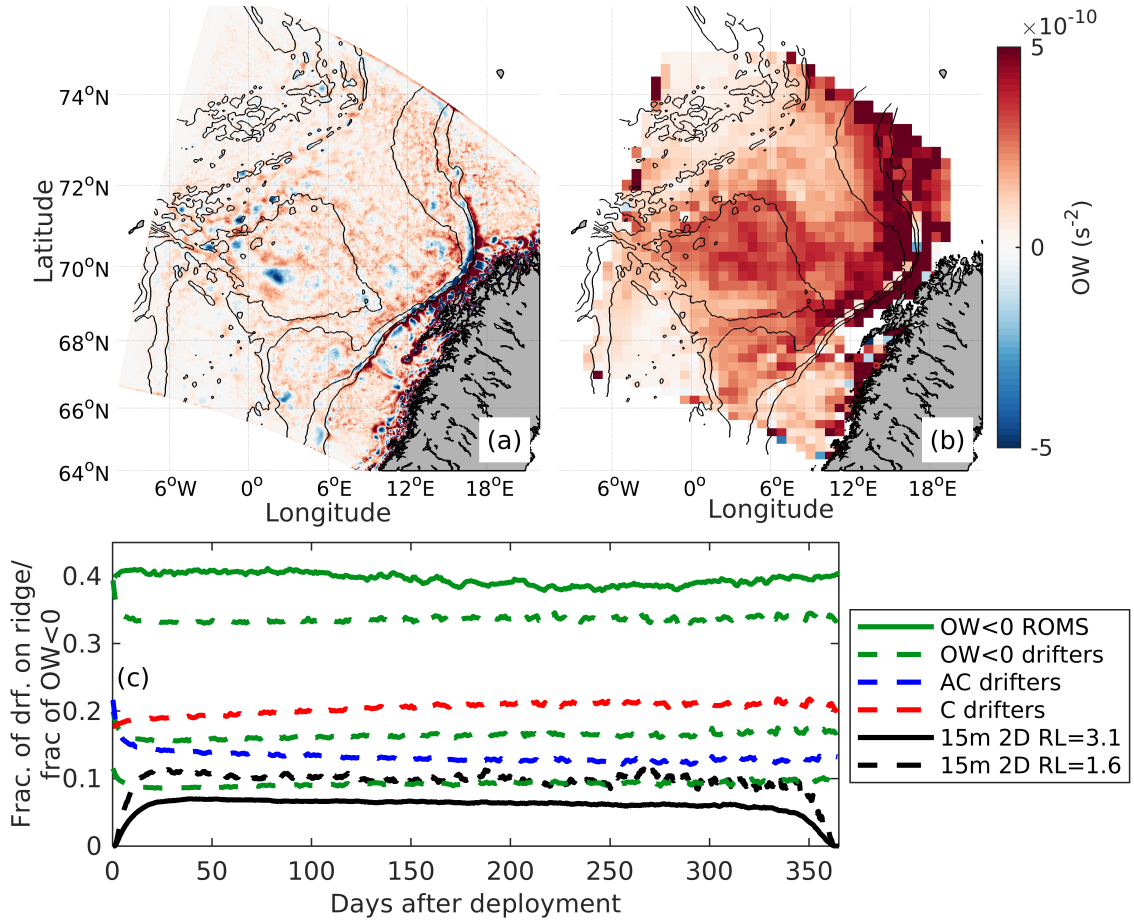 ×10⁻¹⁰
5
0
-5
OW (s⁻²)
74°N
72°N
70°N
68°N
66°N
64°N
Latitude
6°W 0° 6°E 12°E 18°E
Longitude
(a)
6°W 0° 6°E 12°E 18°E
Longitude
(b)
Frac. of drf. on ridge/
frac of OW<0
0.4
0.3
0.2
0.1
0
(c)
0 50 100 150 200 250 300 350
Days after deployment
OW<0 ROMS
OW<0 drifters
AC drifters
C drifters
15m 2D RL=3.1
15m 2D RL=1.6